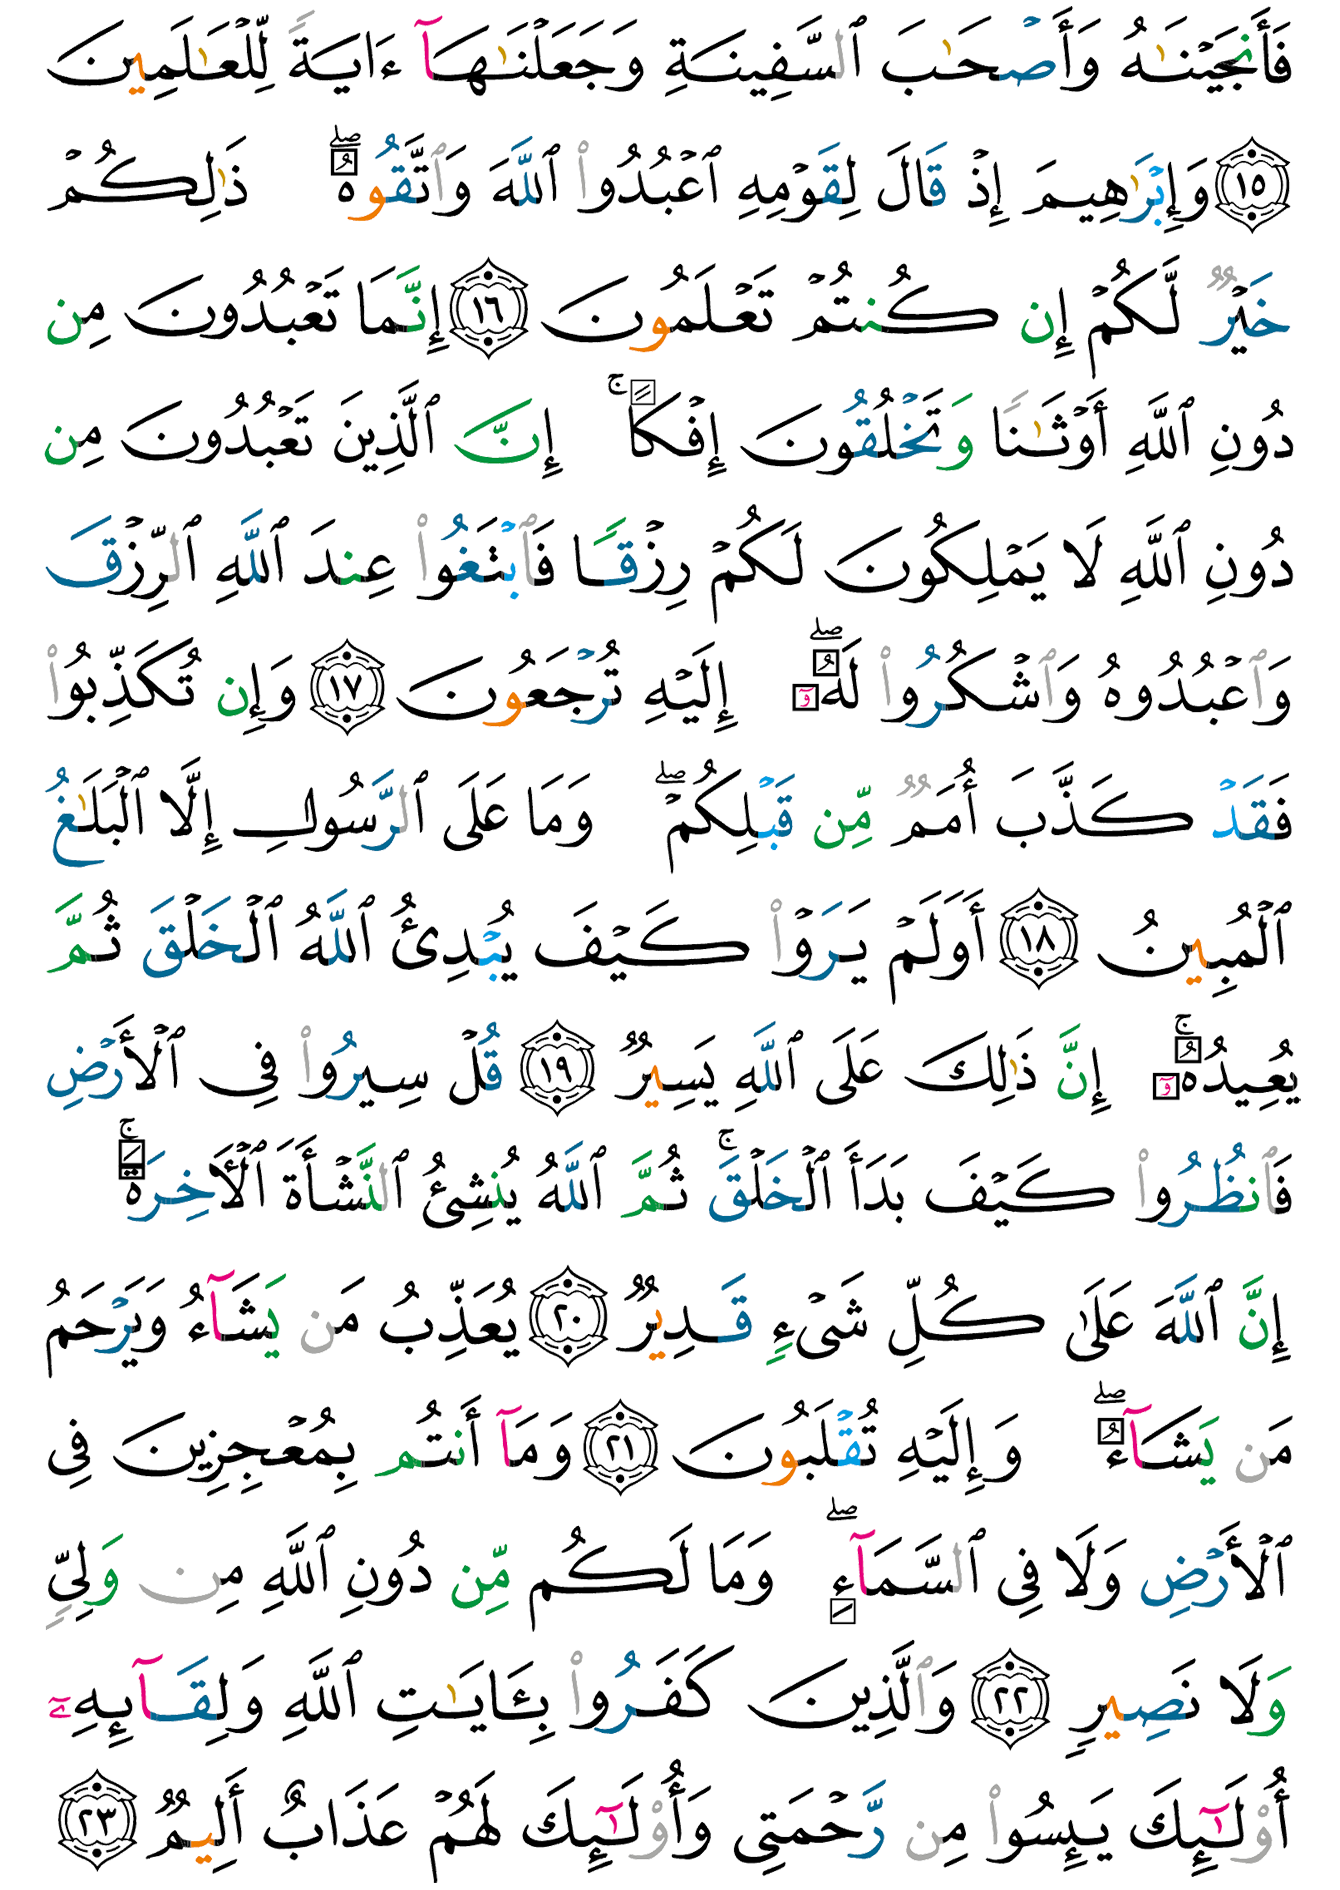 فَأَنجَيْنَـٰهُ وَأَصْحَـٰبَ ٱلسَّفِينَةِ وَجَعَلْنَـٰهَآ ءَايَةً لِّلْعَـٰلَمِينَ
١٥ وَإِبْرَٰهِيمَ إِذْ قَالَ لِقَوْمِهِ ٱعْبُدُوا۟ ٱللَّهَ وَٱتَّقُوهُ ۖ ذَٰلِكُمْ
خَيْرٌ لَّكُمْ إِن كُنتُمْ تَعْلَمُونَ ١٦ إِنَّمَا تَعْبُدُونَ مِن
دُونِ ٱللَّهِ أَوْثَـٰنًا وَتَخْلُقُونَ إِفْكًا ۚ إِنَّ ٱلَّذِينَ تَعْبُدُونَ مِن
دُونِ ٱللَّهِ لَا يَمْلِكُونَ لَكُمْ رِزْقًا فَٱبْتَغُوا۟ عِندَ ٱللَّهِ ٱلرِّزْقَ
وَٱعْبُدُوهُ وَٱشْكُرُوا۟ لَهُۥٓ ۖ إِلَيْهِ تُرْجَعُونَ ١٧ وَإِن تُكَذِّبُوا۟
فَقَدْ كَذَّبَ أُمَمٌ مِّن قَبْلِكُمْ ۖ وَمَا عَلَى ٱلرَّسُولِ إِلَّا ٱلْبَلَـٰغُ
ٱلْمُبِينُ ١٨ أَوَلَمْ يَرَوْا۟ كَيْفَ يُبْدِئُ ٱللَّهُ ٱلْخَلْقَ ثُمَّ
يُعِيدُهُۥٓ ۚ إِنَّ ذَٰلِكَ عَلَى ٱللَّهِ يَسِيرٌ ١٩ قُلْ سِيرُوا۟ فِى ٱلْأَرْضِ
فَٱنظُرُوا۟ كَيْفَ بَدَأَ ٱلْخَلْقَ ۚ ثُمَّ ٱللَّهُ يُنشِئُ ٱلنَّشْأَةَ ٱلْـَٔاخِرَةَ ۚ
إِنَّ ٱللَّهَ عَلَىٰ كُلِّ شَىْءٍ قَدِيرٌ ٢٠ يُعَذِّبُ مَن يَشَآءُ وَيَرْحَمُ
مَن يَشَآءُ ۖ وَإِلَيْهِ تُقْلَبُونَ ٢١ وَمَآ أَنتُم بِمُعْجِزِينَ فِى
ٱلْأَرْضِ وَلَا فِى ٱلسَّمَآءِ ۖ وَمَا لَكُم مِّن دُونِ ٱللَّهِ مِن وَلِىٍّ
وَلَا نَصِيرٍ ٢٢ وَٱلَّذِينَ كَفَرُوا۟ بِـَٔايَـٰتِ ٱللَّهِ وَلِقَآئِهِۦٓ
أُو۟لَـٰٓئِكَ يَئِسُوا۟ مِن رَّحْمَتِى وَأُو۟لَـٰٓئِكَ لَهُمْ عَذَابٌ أَلِيمٌ ٢٣